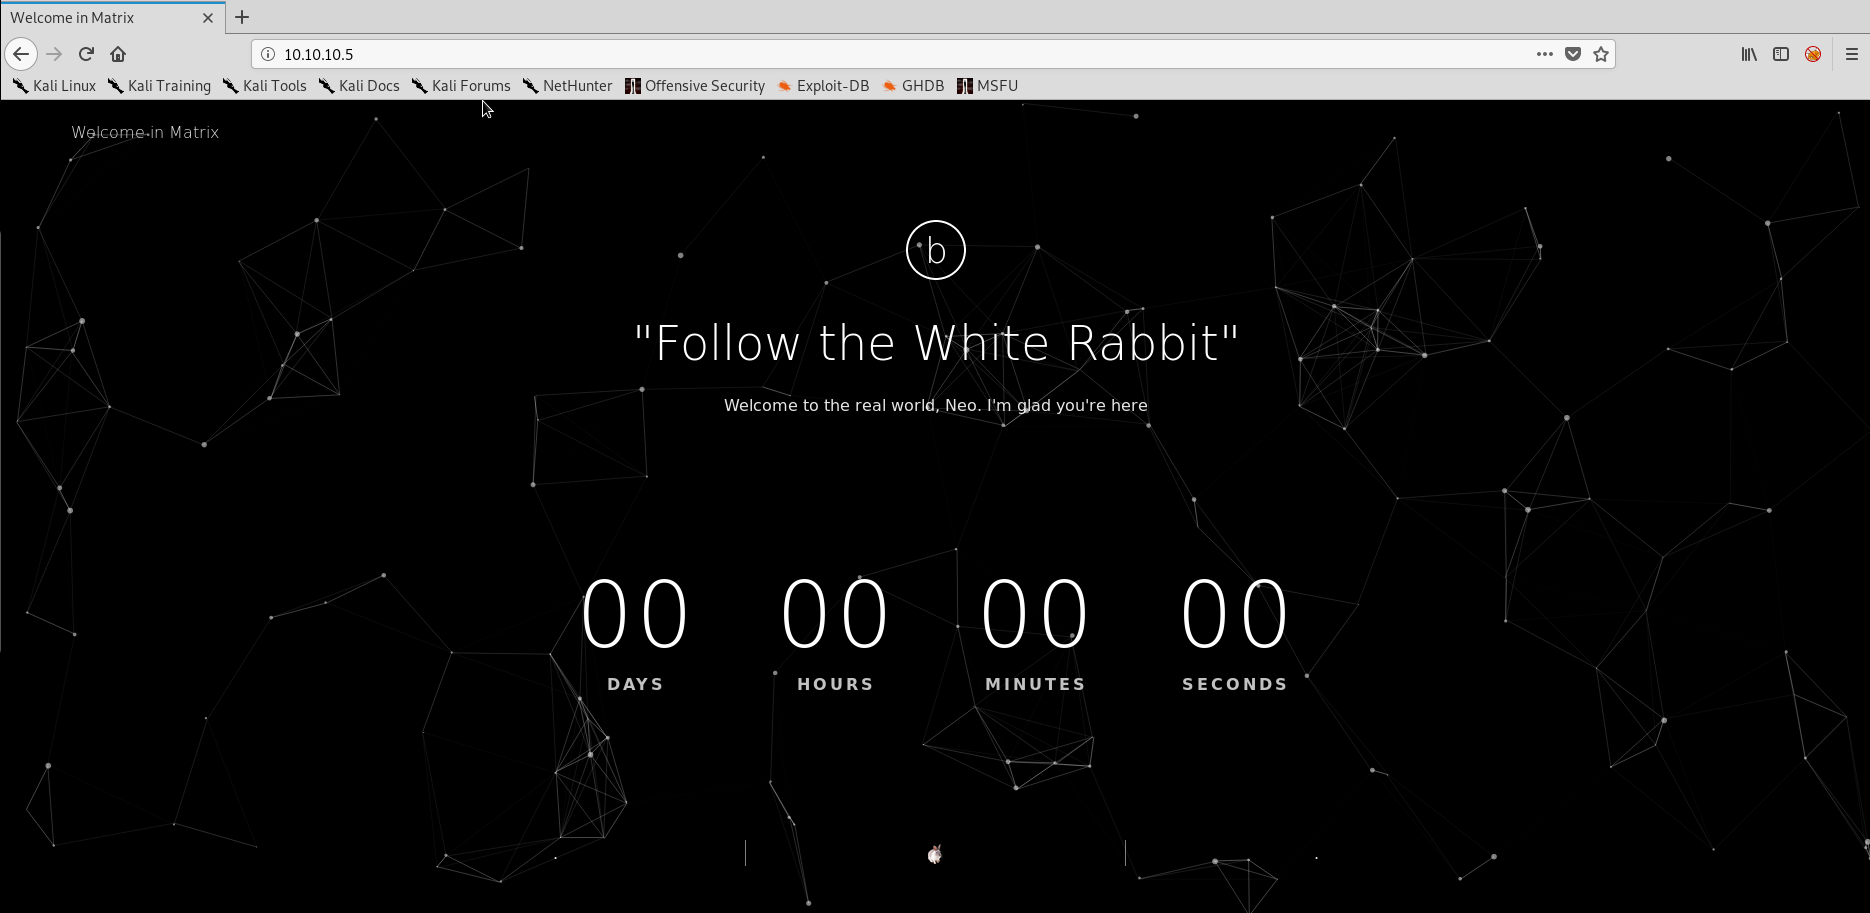 Welcome in Matrix
10.10.10.5
Kali Linux Kali Training Kali Tools Kali Docs Kali Forums NetHunter Offensive Security Exploit-DB GHDB MSFU
Welcome in Matrix
b
"Follow the White Rabbit"
Welcome to the real world, Neo. I'm glad you're here
00 00 00 00
DAYS HOURS MINUTES SECONDS